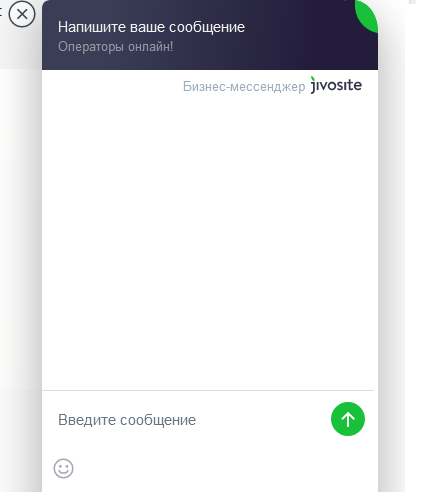 Напишите ваше сообщение
Операторы онлайн!
Бизнес-мессенджер jivosite
Введите сообщение